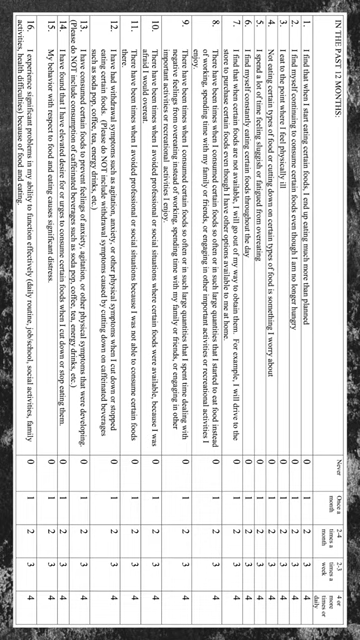 IN THE PAST 12 MONTHS:
Never
Once a month
2-4 times a month
2-3 times a week
4 or more times or daily
1. I find that when I start eating certain foods, I end up eating much more than planned 0 1 2 3 4
2. I find myself continuing to consume certain foods even though I am no longer hungry 0 1 2 3 4
3. I eat to the point where I feel physically ill 0 1 2 3 4
4. Not eating certain types of food or cutting down on certain types of food is something I worry about 0 1 2 3 4
5. I spend a lot of time feeling sluggish or fatigued from overeating 0 1 2 3 4
6. I find myself constantly eating certain foods throughout the day 0 1 2 3 4
7. I find that when certain foods are not available, I will go out of my way to obtain them. For example, I will drive to the
store to purchase certain foods even though I have other options available to me at home. 0 1 2 3 4
8. There have been times when I consumed certain foods so often or in such large quantities that I started to eat food instead
of working, spending time with my family or friends, or engaging in other important activities or recreational activities I
enjoy. 0 1 2 3 4
9. There have been times when I consumed certain foods so often or in such large quantities that I spent time dealing with
negative feelings from overeating instead of working, spending time with my family or friends, or engaging in other
important activities or recreational activities I enjoy. 0 1 2 3 4
10. There have been times when I avoided professional or social situations where certain foods were available, because I was
afraid I would overeat. 0 1 2 3 4
11. There have been times when I avoided professional or social situations because I was not able to consume certain foods
there. 0 1 2 3 4
12. I have had withdrawal symptoms such as agitation, anxiety, or other physical symptoms when I cut down or stopped
eating certain foods. (Please do NOT include withdrawal symptoms caused by cutting down on caffeinated beverages
such as soda pop, coffee, tea, energy drinks, etc.) 0 1 2 3 4
13. I have consumed certain foods to prevent feelings of anxiety, agitation, or other physical symptoms that were developing.
(Please do NOT include consumption of caffeinated beverages such as soda pop, coffee, tea, energy drinks, etc.) 0 1 2 3 4
14. I have found that I have elevated desire for or urges to consume certain foods when I cut down or stop eating them. 0 1 2 3 4
15. My behavior with respect to food and eating causes significant distress. 0 1 2 3 4
16. I experience significant problems in my ability to function effectively (daily routine, job/school, social activities, family
activities, health difficulties) because of food and eating. 0 1 2 3 4